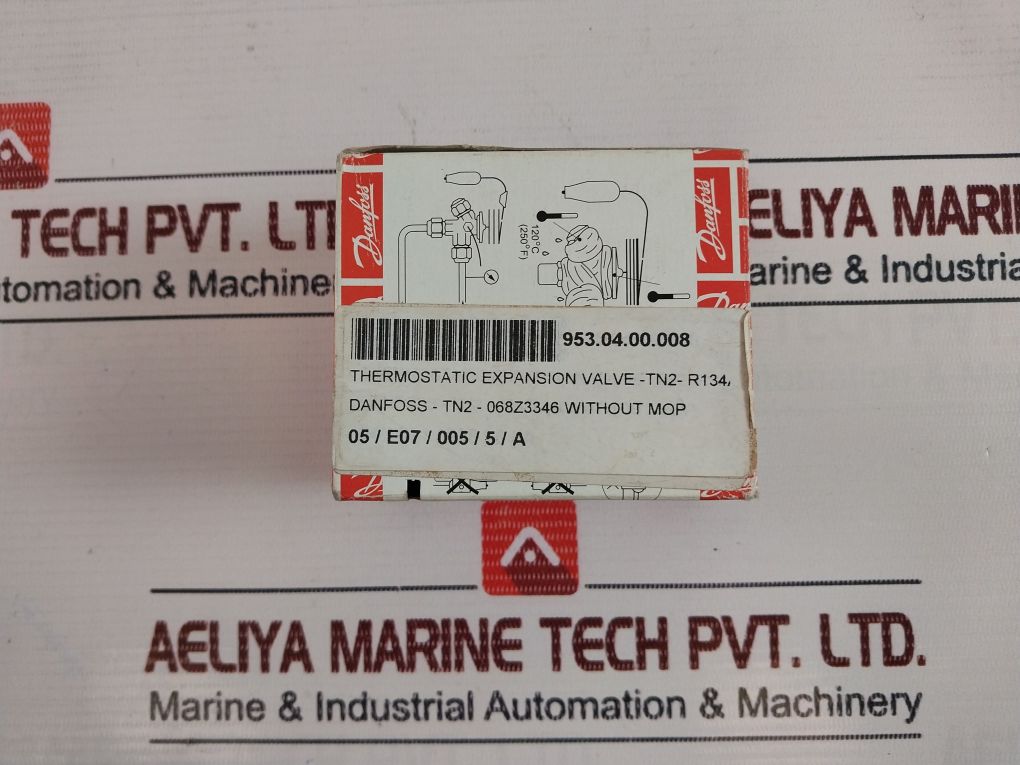 AELIYA MARI
TECH PVT. LT
arine & Industria
tomation & Machine
Danfoss
Danfoss
120°C
(250°F)
953.04.00.008
THERMOSTATIC EXPANSION VALVE -TN2- R134A
DANFOSS - TN2 - 068Z3346 WITHOUT MOP
05 / E07 / 005 / 5 / A
AELIYA MARINE TECH PVT. LTD.
Marine & Industrial Automation & Machinery